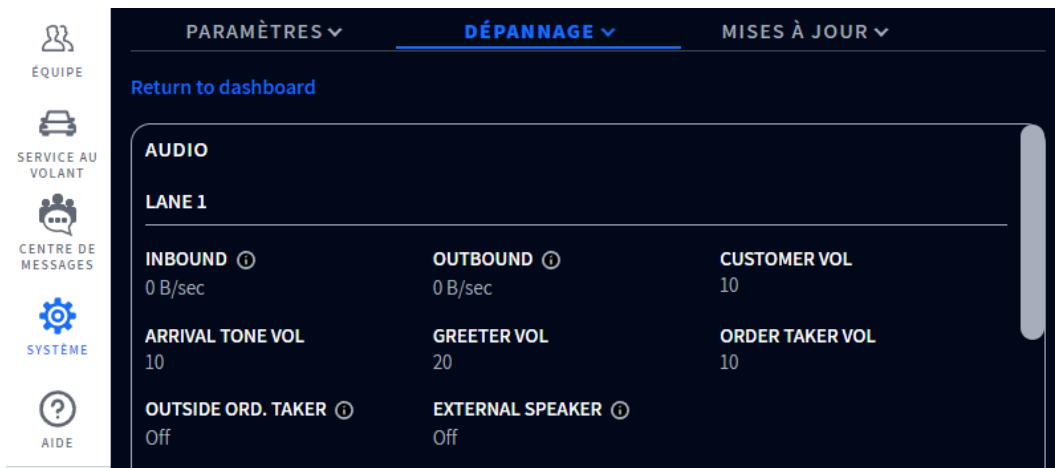 ÉQUIPE
SERVICE AU
VOLANT
CENTRE DE
MESSAGES
SYSTÈME
AIDE
PARAMÈTRES DÉPANNAGE MISES À JOUR
Return to dashboard
AUDIO
LANE 1
INBOUND OUTBOUND CUSTOMER VOL
0 B/sec 0 B/sec 10
ARRIVAL TONE VOL GREETER VOL ORDER TAKER VOL
10 20 10
OUTSIDE ORD. TAKER EXTERNAL SPEAKER
Off Off